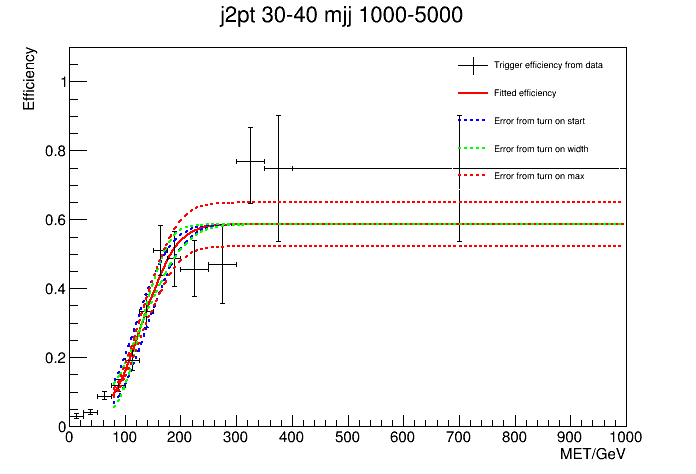 j2pt 30-40 mjj 1000-5000
Efficiency
1
0.8
0.6
0.4
0.2
0
Trigger efficiency from data
Fitted efficiency
Error from turn on start
Error from turn on width
Error from turn on max
0 100 200 300 400 500 600 700 800 900 1000
MET/GeV